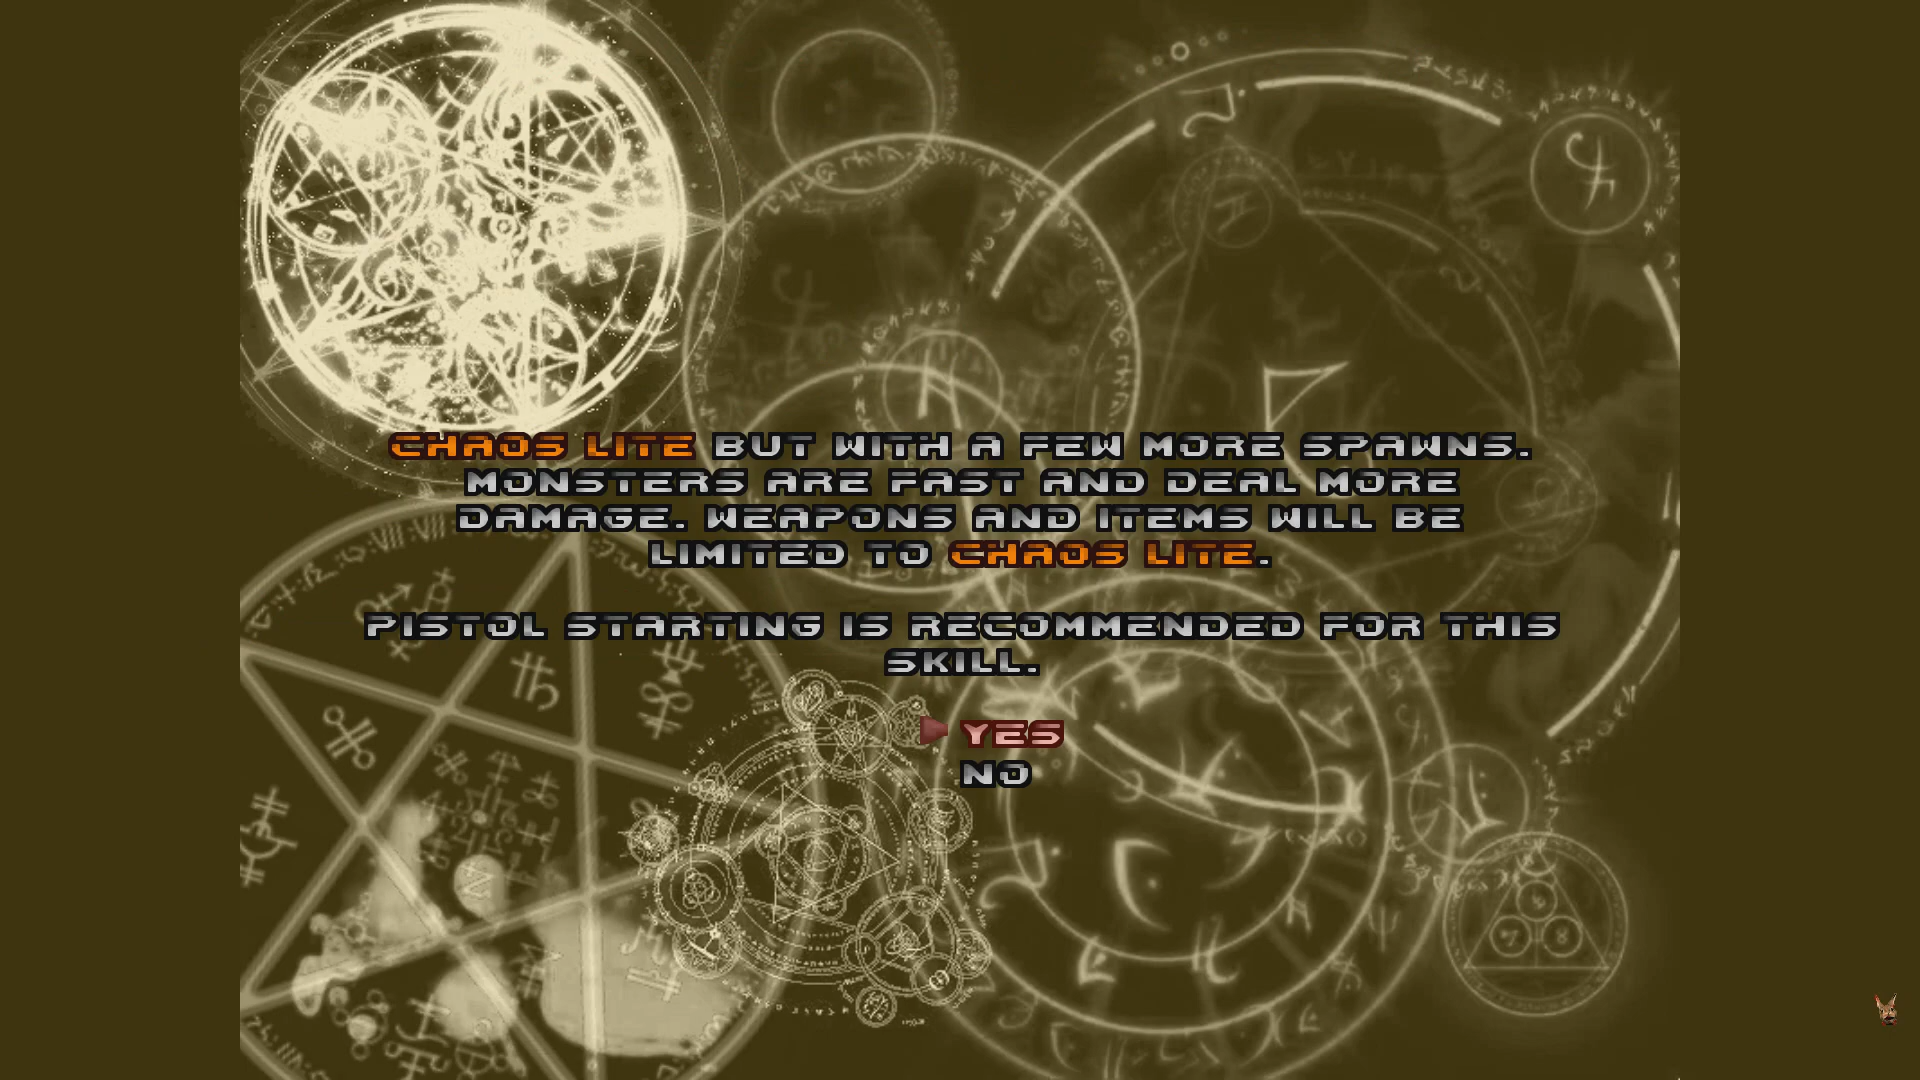 CHAOS LITE BUT WITH A FEW MORE SPAWNS.
MONSTERS ARE FAST AND DEAL MORE
DAMAGE. WEAPONS AND ITEMS WILL BE
LIMITED TO CHAOS LITE.
PISTOL STARTING IS RECOMMENDED FOR THIS
SKILL.
YES
NO